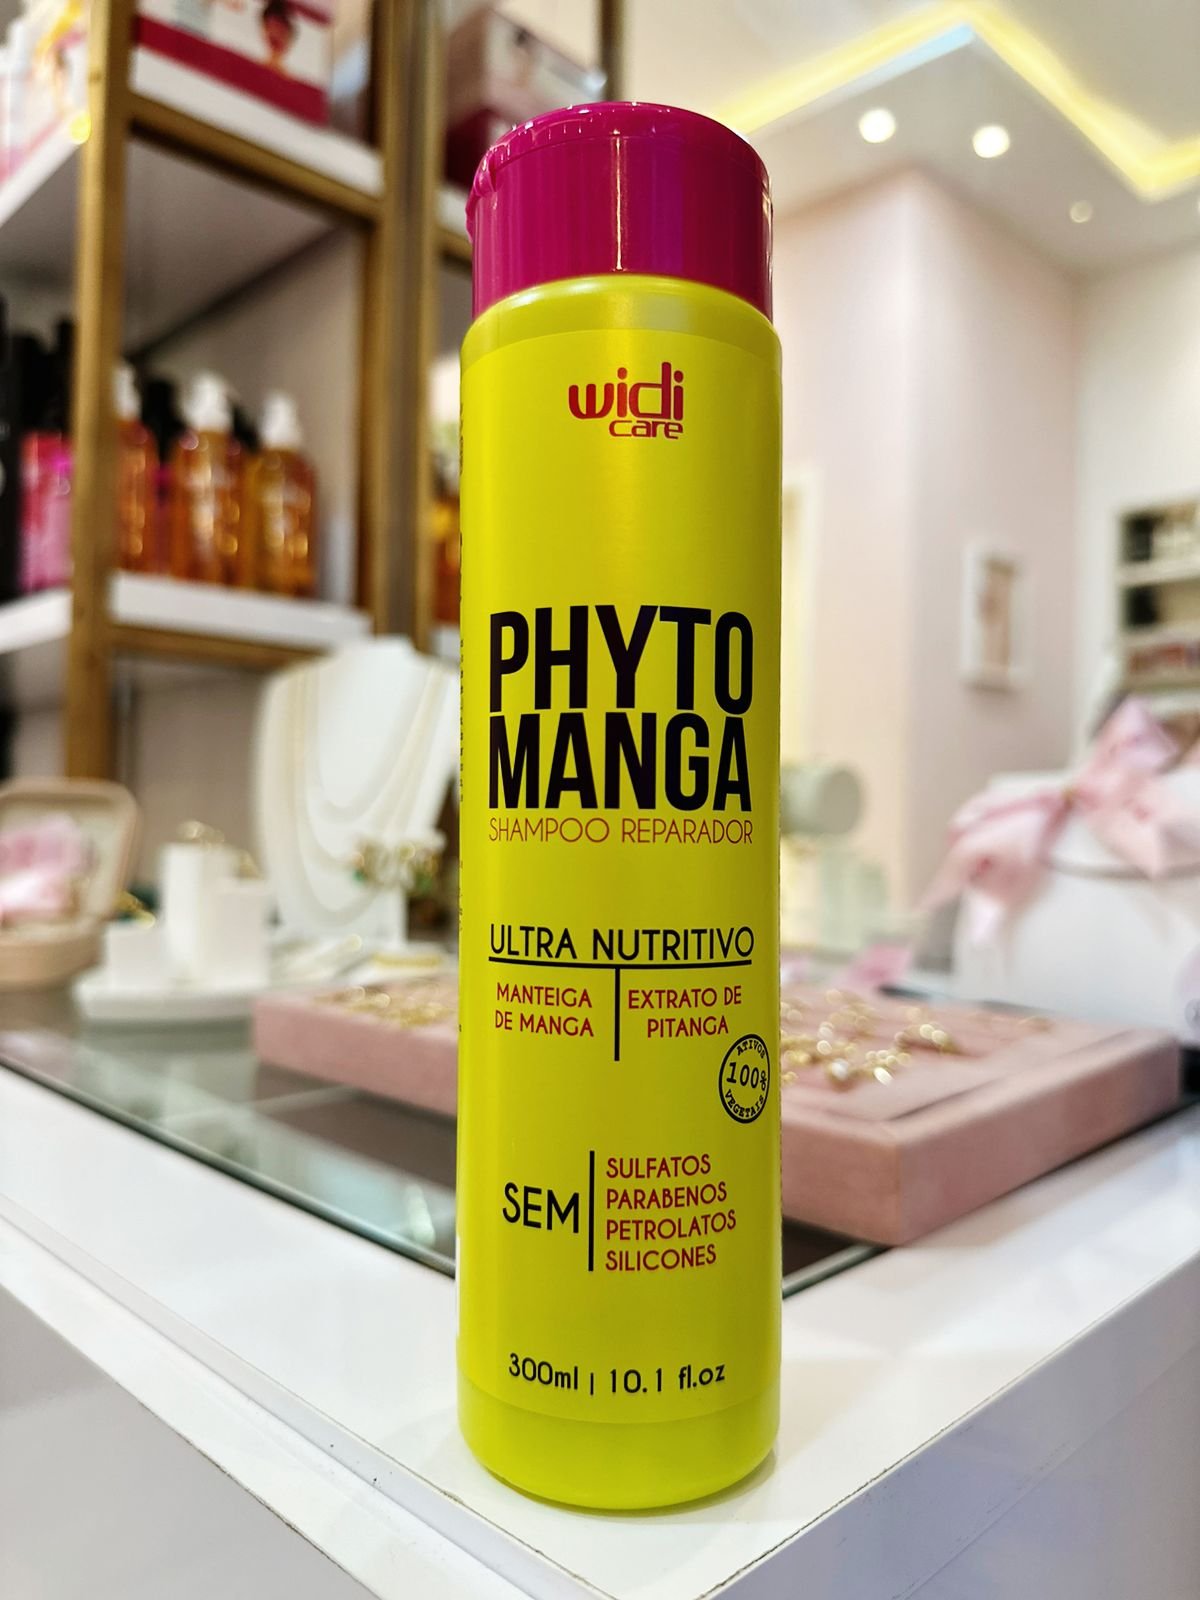 widi
care
PHYTO
MANGA
SHAMPOO REPARADOR
ULTRA NUTRITIVO
MANTEIGA
DE MANGA
EXTRATO DE
PITANGA
ATIVOS
100%
VEGETAIS
SEM
SULFATOS
PARABENOS
PETROLATOS
SILICONES
300ml | 10.1 fl.oz